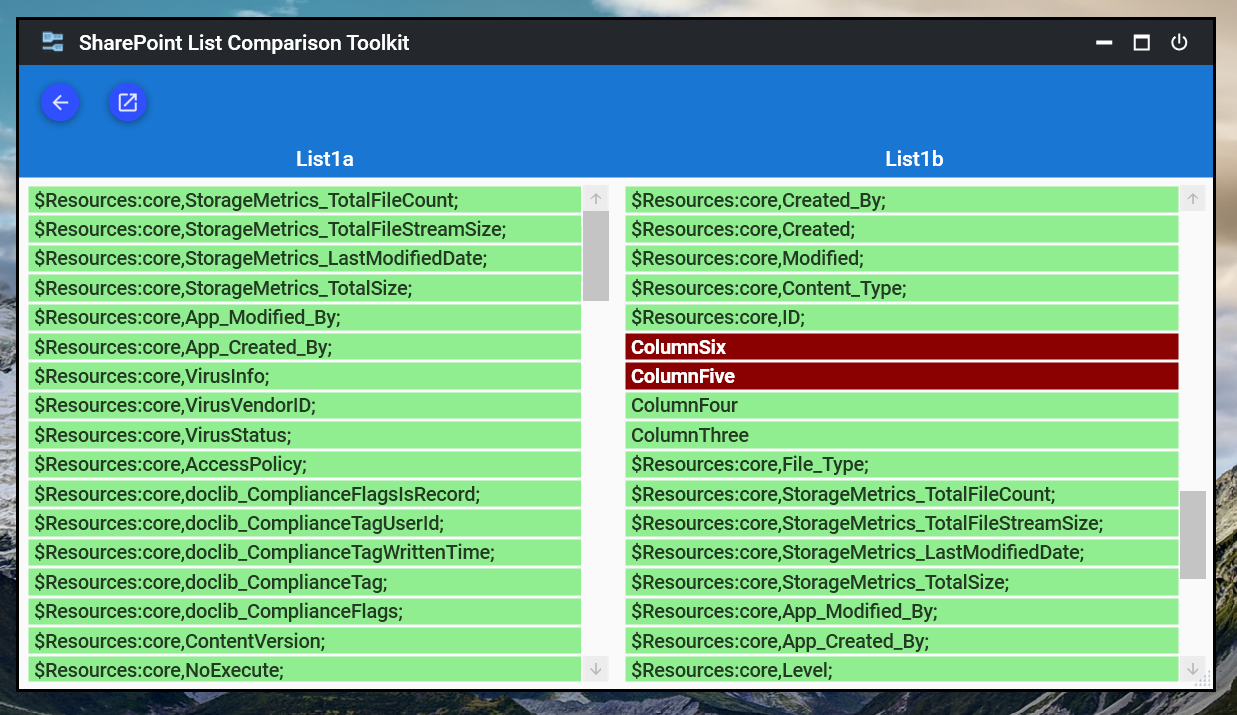 SharePoint List Comparison Toolkit
List1a
$Resources:core,StorageMetrics_TotalFileCount;
$Resources:core,StorageMetrics_TotalFileStreamSize;
$Resources:core,StorageMetrics_LastModifiedDate;
$Resources:core,StorageMetrics_TotalSize;
$Resources:core,App_Modified_By;
$Resources:core,App_Created_By;
$Resources:core,VirusInfo;
$Resources:core,VirusVendorID;
$Resources:core,VirusStatus;
$Resources:core,AccessPolicy;
$Resources:core,doclib_ComplianceFlagsIsRecord;
$Resources:core,doclib_ComplianceTagUserId;
$Resources:core,doclib_ComplianceTagWrittenTime;
$Resources:core,doclib_ComplianceTag;
$Resources:core,doclib_ComplianceFlags;
$Resources:core,ContentVersion;
$Resources:core,NoExecute;
List1b
$Resources:core,Created_By;
$Resources:core,Created;
$Resources:core,Modified;
$Resources:core,Content_Type;
$Resources:core,ID;
ColumnSix
ColumnFive
ColumnFour
ColumnThree
$Resources:core,File_Type;
$Resources:core,StorageMetrics_TotalFileCount;
$Resources:core,StorageMetrics_TotalFileStreamSize;
$Resources:core,StorageMetrics_LastModifiedDate;
$Resources:core,StorageMetrics_TotalSize;
$Resources:core,App_Modified_By;
$Resources:core,App_Created_By;
$Resources:core,Level;